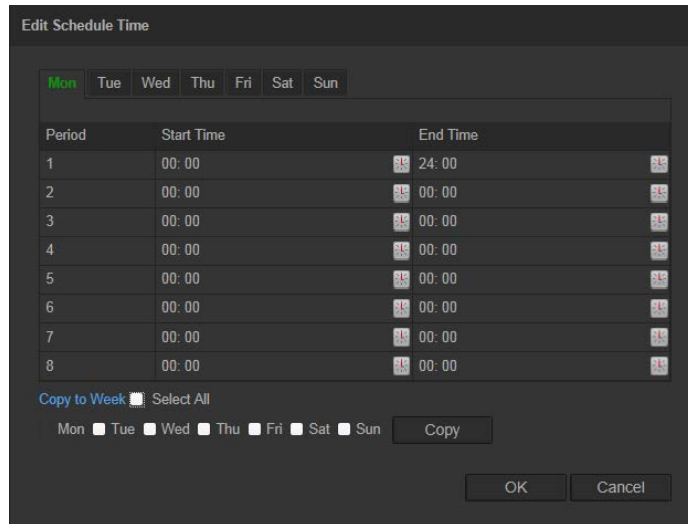 Edit Schedule Time
Mon Tue Wed Thu Fri Sat Sun
Period Start Time End Time
1 00: 00 24: 00
2 00: 00 00: 00
3 00: 00 00: 00
4 00: 00 00: 00
5 00: 00 00: 00
6 00: 00 00: 00
7 00: 00 00: 00
8 00: 00 00: 00
Copy to Week Select All
Mon Tue Wed Thu Fri Sat Sun Copy
OK Cancel